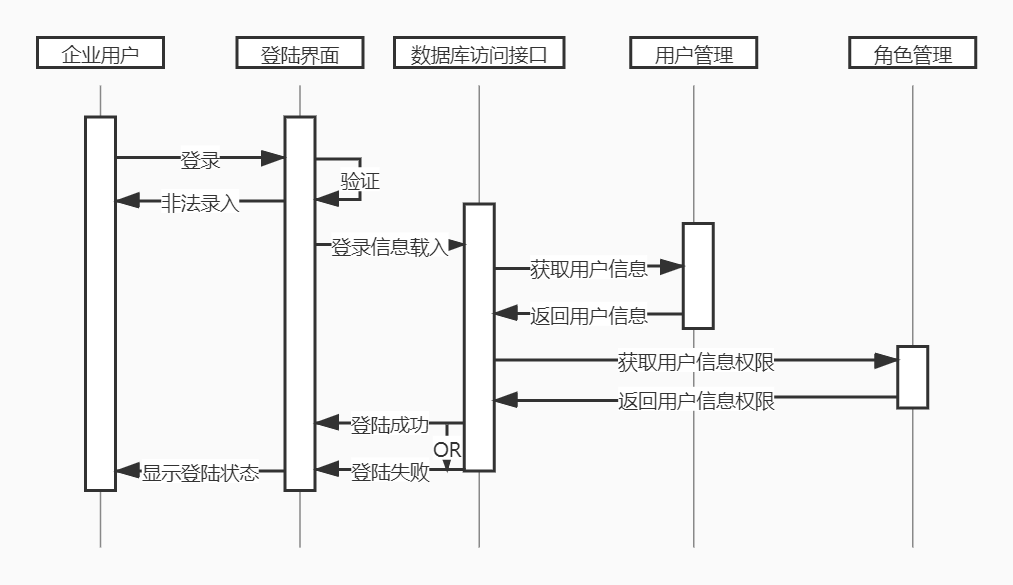 企业用户
登陆界面
数据库访问接口
用户管理
角色管理
登录
验证
非法录入
登录信息载入
获取用户信息
返回用户信息
获取用户信息权限
返回用户信息权限
登陆成功
OR
登陆失败
显示登陆状态